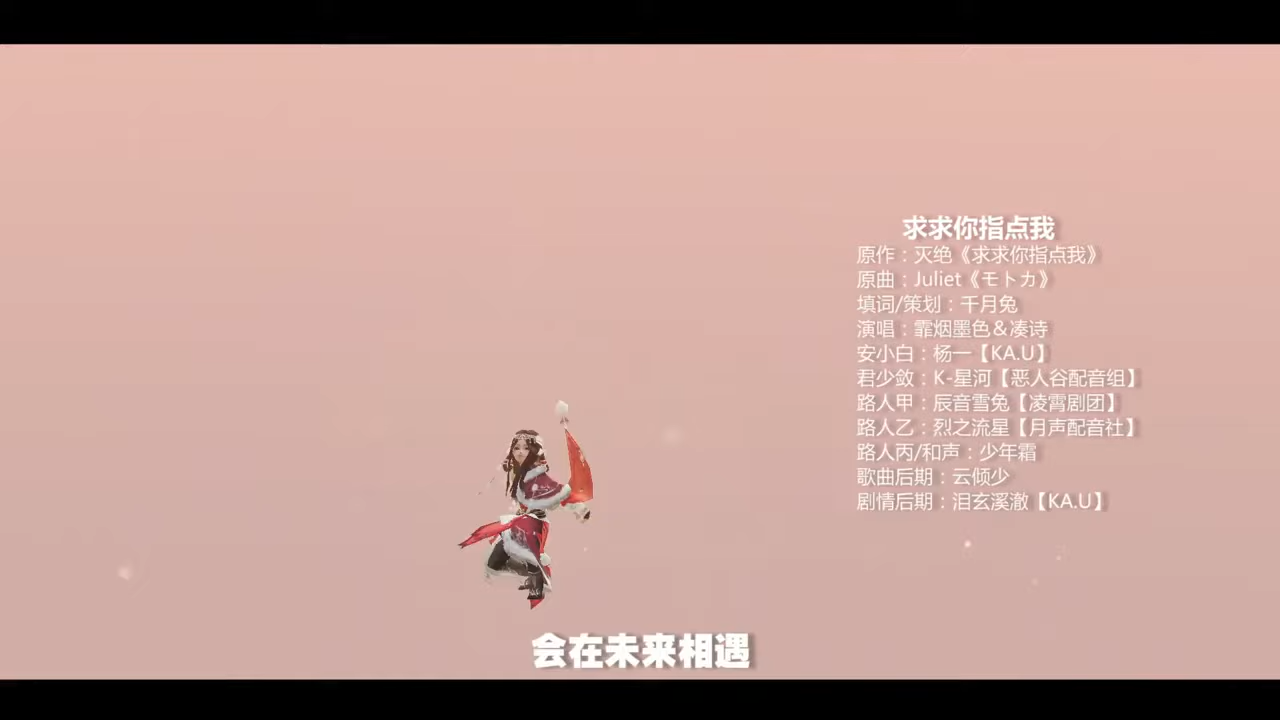 求求你指点我
原作：灭绝《求求你指点我》
原曲：Juliet《モトカ》
填词/策划：千月兔
演唱：霏烟墨色＆凑诗
安小白：杨一【KA.U】
君少敛：K-星河【恶人谷配音组】
路人甲：辰音雪兔【凌霄剧团】
路人乙：烈之流星【月声配音社】
路人丙/和声：少年霜
歌曲后期：云倾少
剧情后期：泪玄溪澈【KA.U】
会在未来相遇